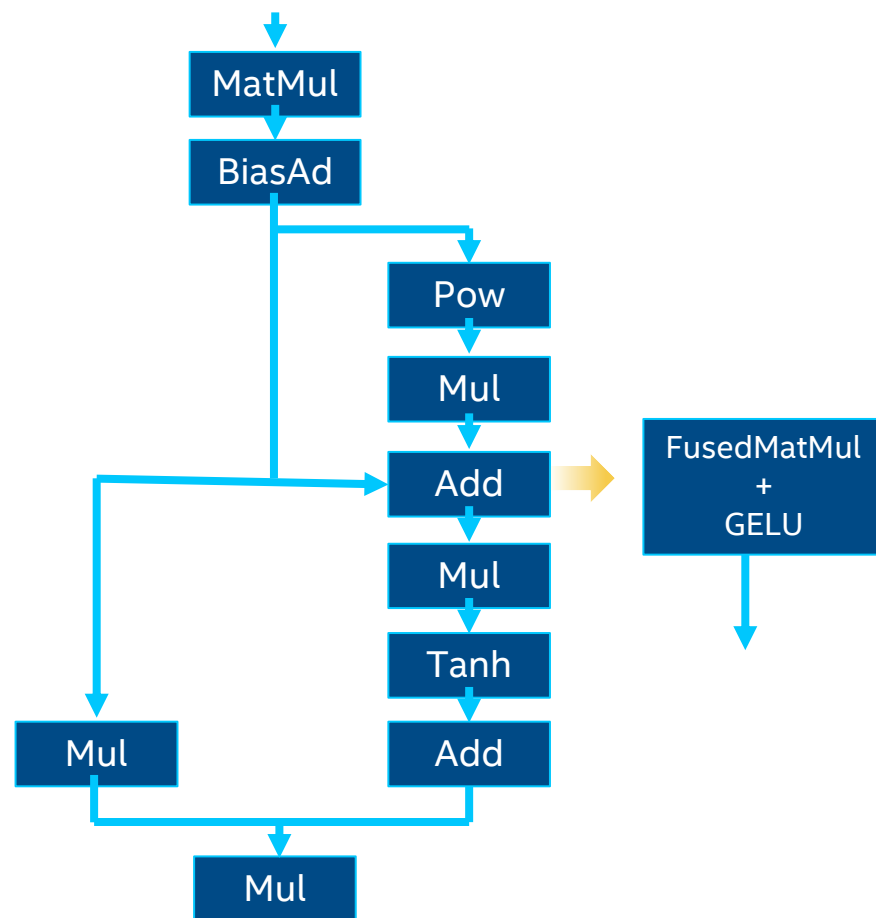 MatMul
BiasAd
Pow
Mul
Add
Mul
Tanh
Mul
Add
Mul
FusedMatMul
+
GELU